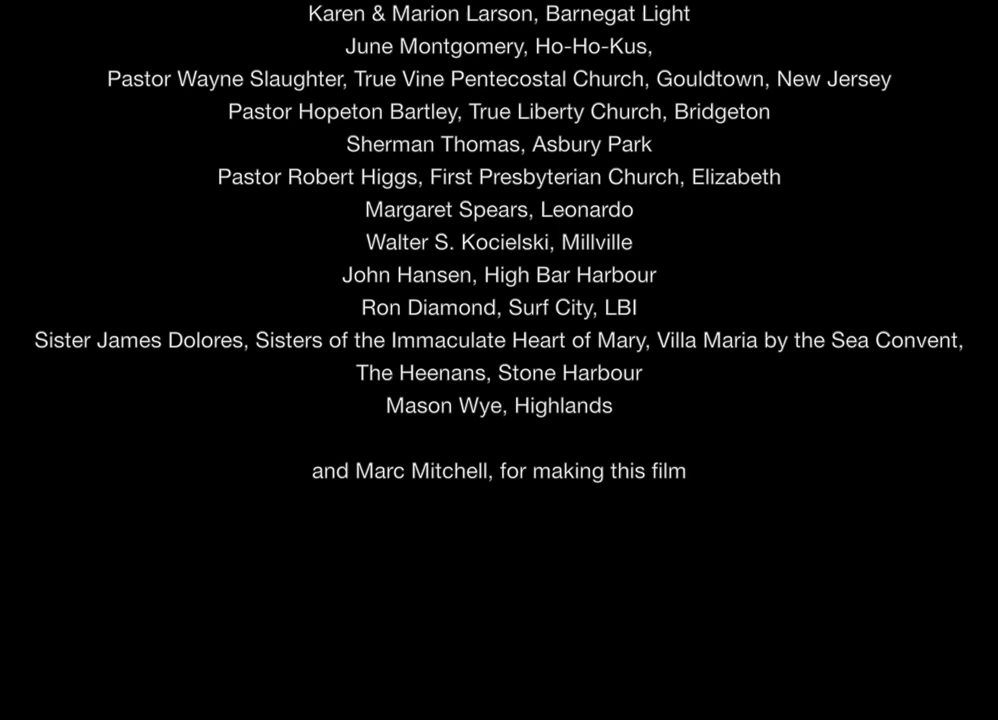 Karen & Marion Larson, Barnegat Light
June Montgomery, Ho-Ho-Kus,
Pastor Wayne Slaughter, True Vine Pentecostal Church, Gouldtown, New Jersey
Pastor Hopeton Bartley, True Liberty Church, Bridgeton
Sherman Thomas, Asbury Park
Pastor Robert Higgs, First Presbyterian Church, Elizabeth
Margaret Spears, Leonardo
Walter S. Kocielski, Millville
John Hansen, High Bar Harbour
Ron Diamond, Surf City, LBI
Sister James Dolores, Sisters of the Immaculate Heart of Mary, Villa Maria by the Sea Convent,
The Heenans, Stone Harbour
Mason Wye, Highlands
and Marc Mitchell, for making this film